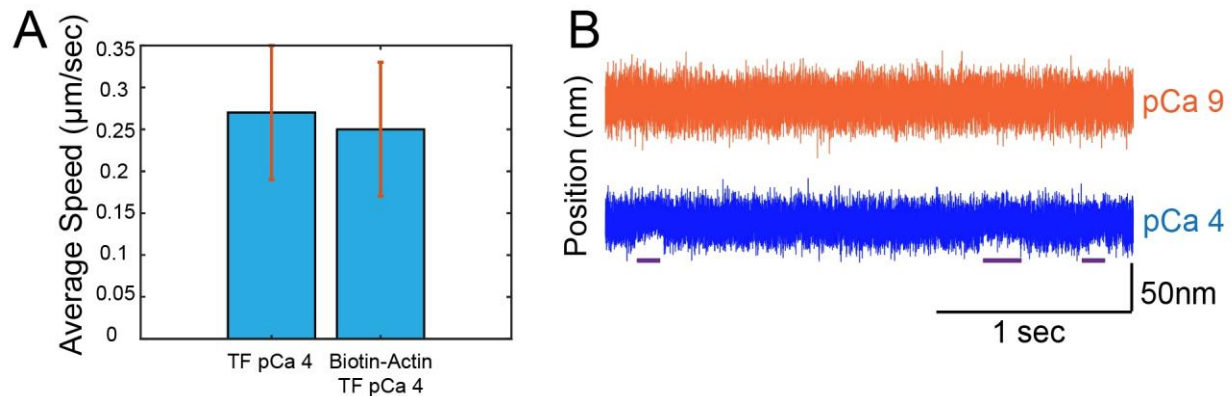 A
Average Speed (μm/sec)
0.35
0.3
0.25
0.2
0.15
0.1
0.05
0
TF pCa 4
Biotin-Actin
TF pCa 4
B
Position (nm)
pCa 9
pCa 4
50nm
1 sec